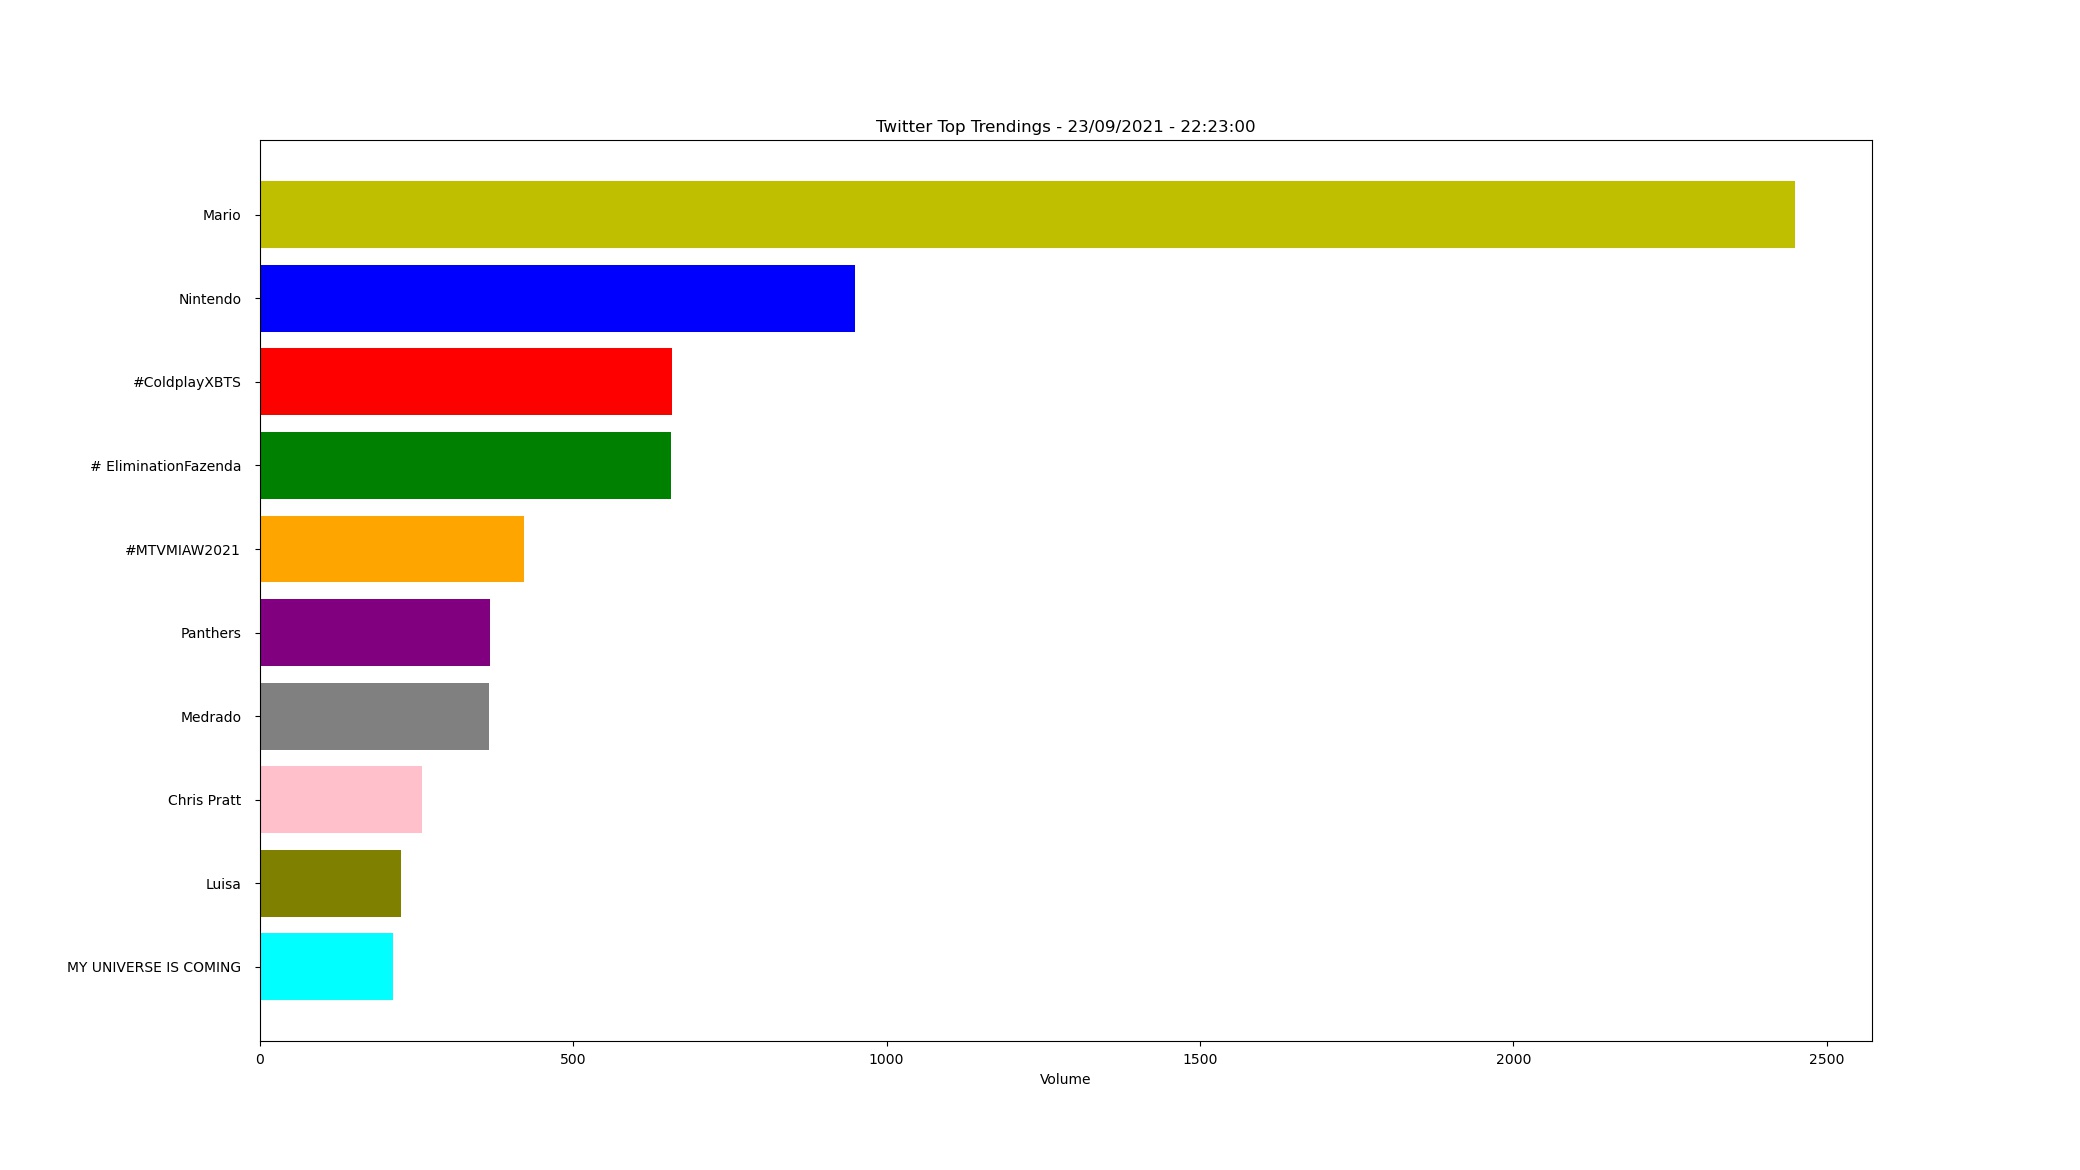 Twitter Top Trendings - 23/09/2021 - 22:23:00
Mario
Nintendo
#ColdplayXBTS
# EliminationFazenda
#MTVMIAW2021
Panthers
Medrado
Chris Pratt
Luisa
MY UNIVERSE IS COMING
0 500 1000 1500 2000 2500
Volume